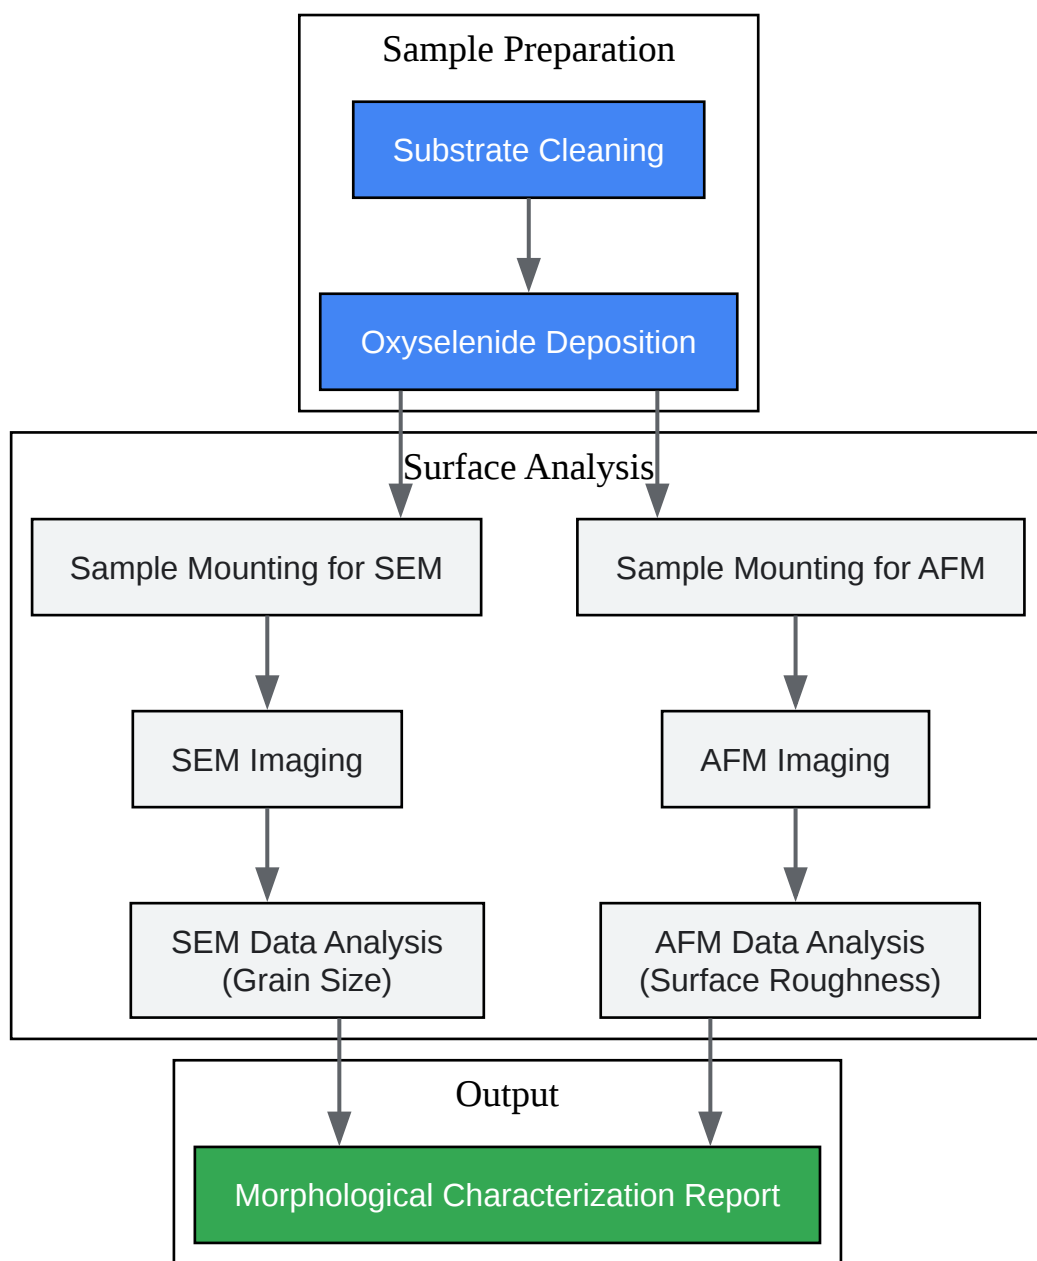 Sample Preparation
Substrate Cleaning
Oxyselenide Deposition
Surface Analysis
Sample Mounting for SEM
Sample Mounting for AFM
SEM Imaging
AFM Imaging
SEM Data Analysis
(Grain Size)
AFM Data Analysis
(Surface Roughness)
Output
Morphological Characterization Report